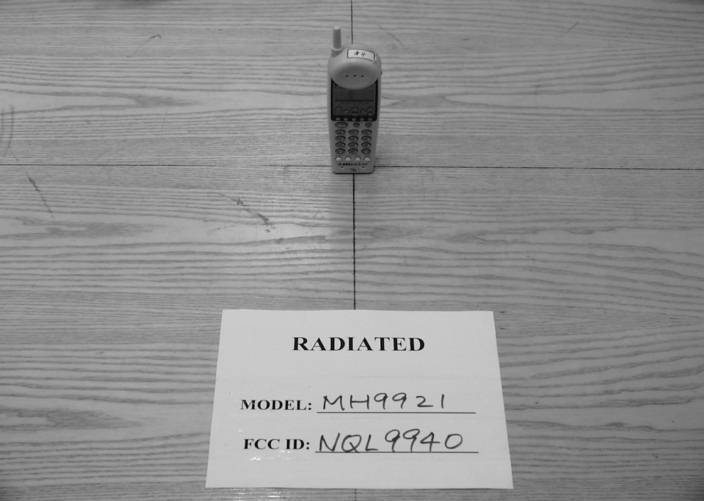 RADIATED
MODEL: MH9921
FCC ID: NQL9940